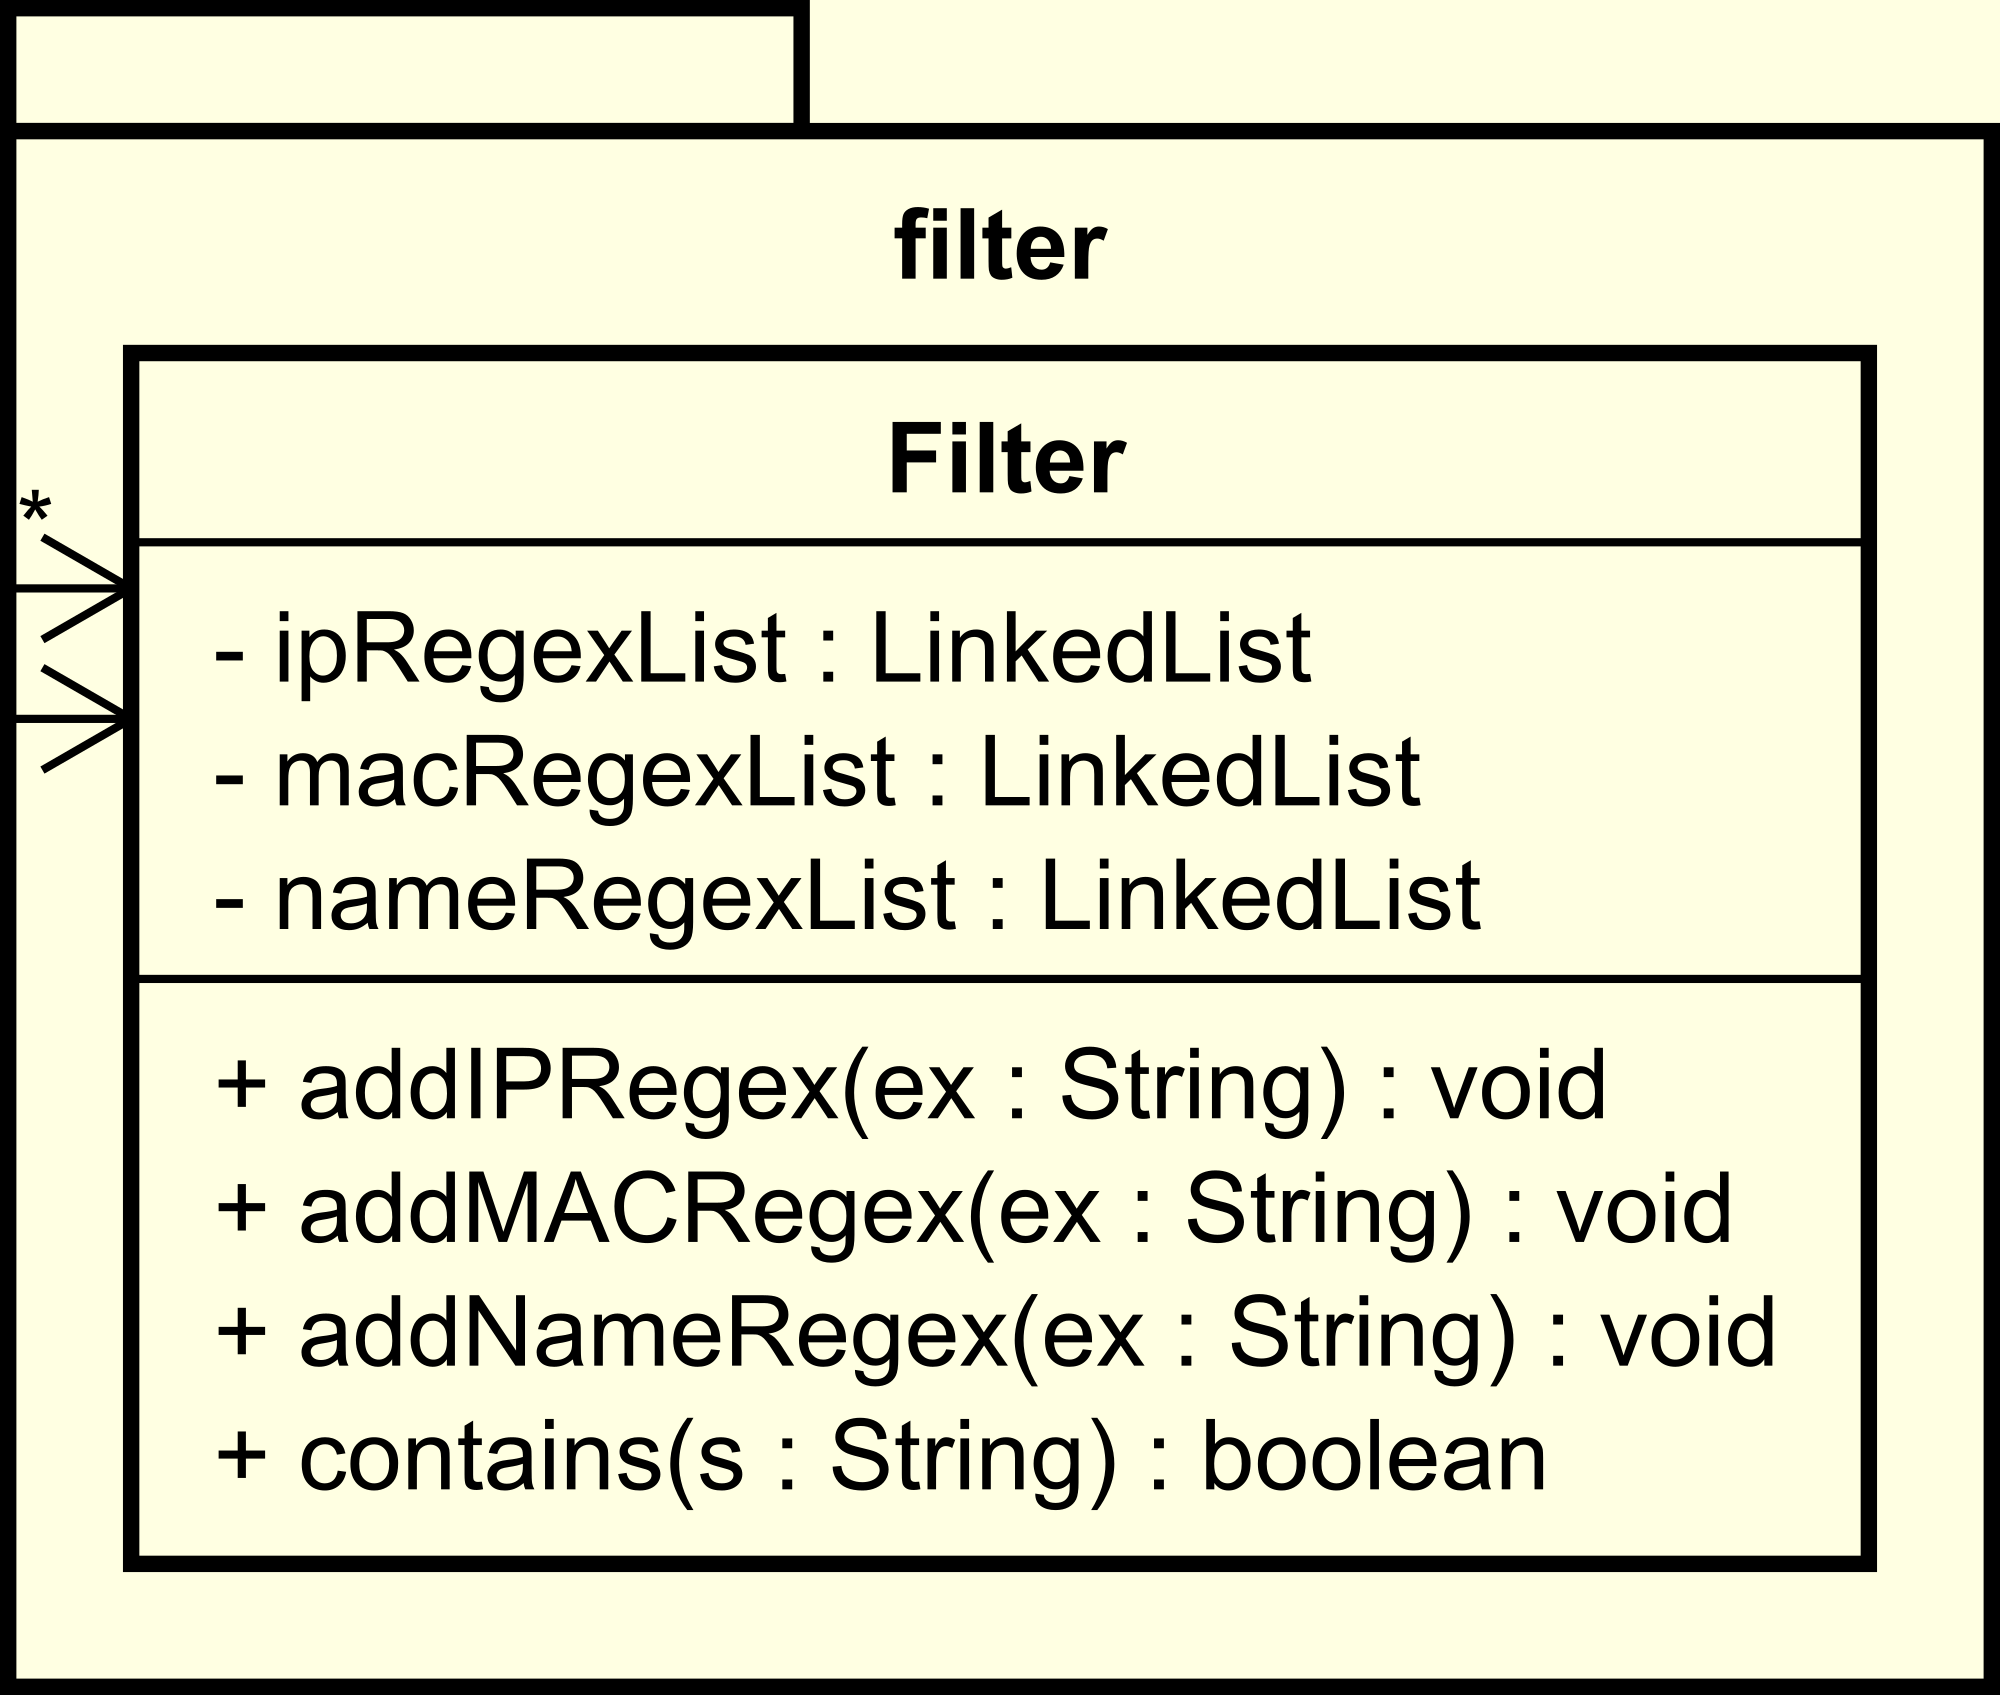 filter
Filter
*
- ipRegexList : LinkedList
- macRegexList : LinkedList
- nameRegexList : LinkedList
+ addIPRegex(ex : String) : void
+ addMACRegex(ex : String) : void
+ addNameRegex(ex : String) : void
+ contains(s : String) : boolean